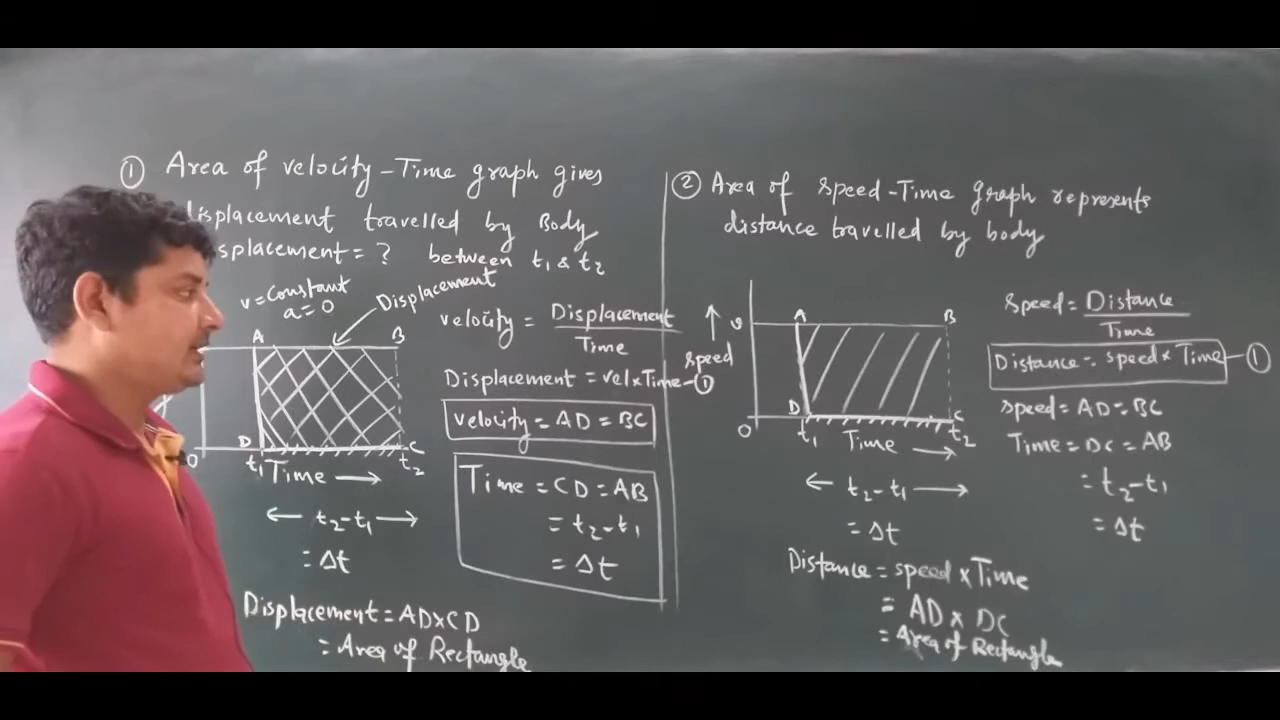 ① Area of velocity-Time graph gives
displacement travelled by Body
splacement = ? between t₁ & t₂
v = Constant
a = 0
Displacement
A B
D C
O t₁ Time → t₂
← t₂-t₁ →
= Δt
Displacement = AD×CD
= Area of Rectangle
velocity = Displacement
Time
Displacement = vel×Time-①
velocity = AD = BC
Time = CD = AB
= t₂-t₁
= Δt
② Area of speed-Time graph represents
distance travelled by body
↑ speed
v A B
D C
O t₁ Time → t₂
← t₂-t₁ →
= Δt
speed = Distance
Time
Distance = speed × Time -①
speed = AD = BC
Time = DC = AB
= t₂-t₁
= Δt
Distance = speed × Time
= AD × DC
= Area of Rectangle